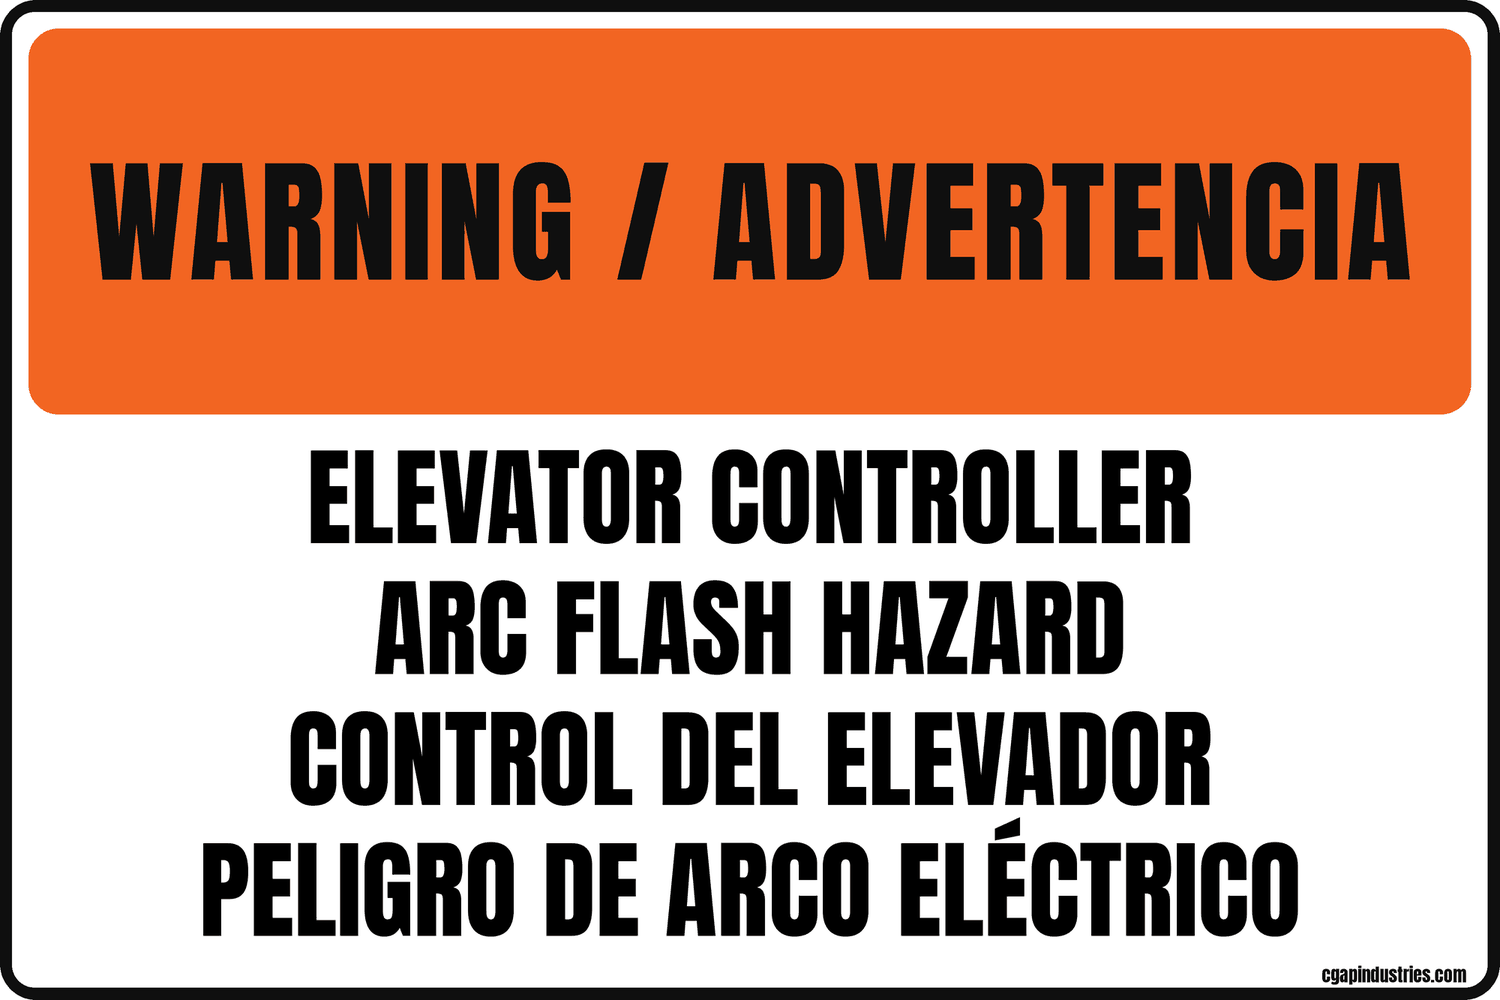 WARNING / ADVERTENCIA
ELEVATOR CONTROLLER
ARC FLASH HAZARD
CONTROL DEL ELEVADOR
PELIGRO DE ARCO ELÉCTRICO
cgapindustries.com